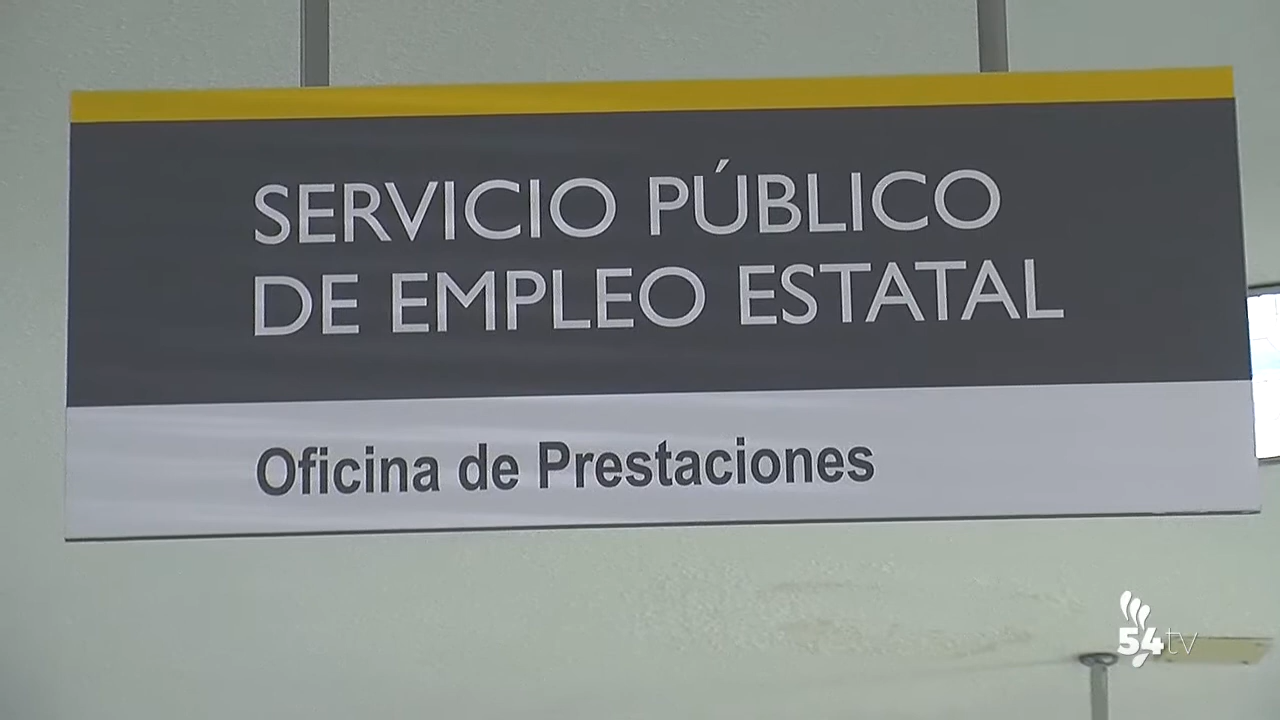 SERVICIO PÚBLICO
DE EMPLEO ESTATAL
Oficina de Prestaciones
54tv